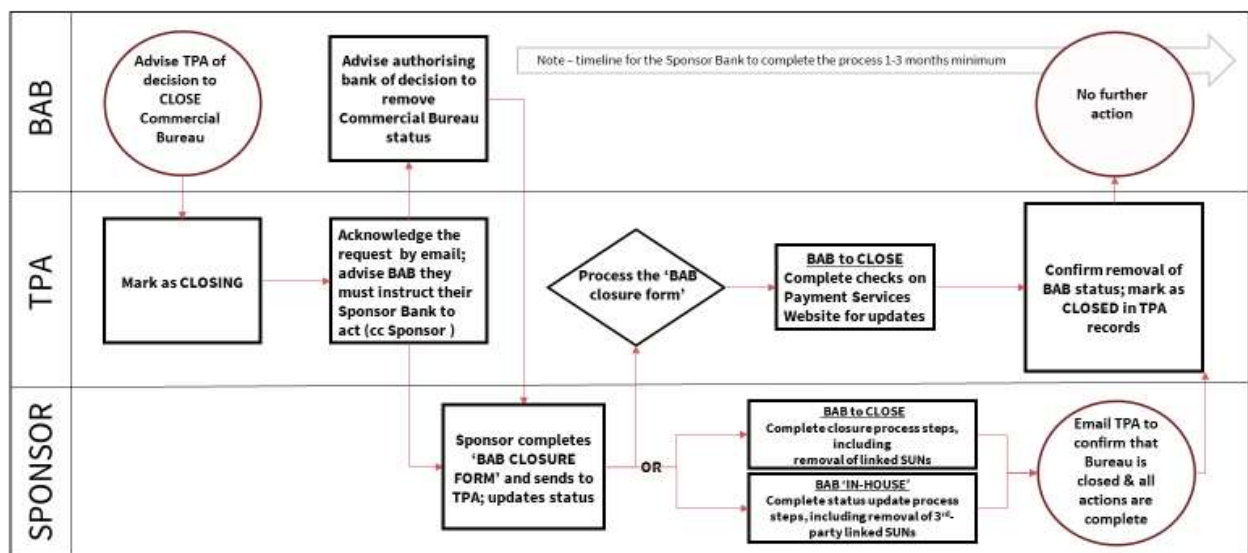 BAB
Advise TPA of
decision to
CLOSE
Commercial
Bureau
Advise authorising
bank of decision to
remove
Commercial Bureau
status
Note – timeline for the Sponsor Bank to complete the process 1-3 months minimum
No further
action
TPA
Mark as CLOSING
Acknowledge the
request by email;
advise BAB they
must instruct their
Sponsor Bank to
act (cc Sponsor )
Process the ‘BAB
closure form’
BAB to CLOSE
Complete checks on
Payment Services
Website for updates
Confirm removal of
BAB status; mark as
CLOSED in TPA
records
SPONSOR
Sponsor completes
‘BAB CLOSURE
FORM’ and sends to
TPA; updates status
OR
BAB to CLOSE
Complete closure process steps,
including
removal of linked SUNs
BAB ‘IN-HOUSE’
Complete status update process
steps, including removal of 3rd-
party linked SUNs
Email TPA to
confirm that
Bureau is
closed & all
actions are
complete